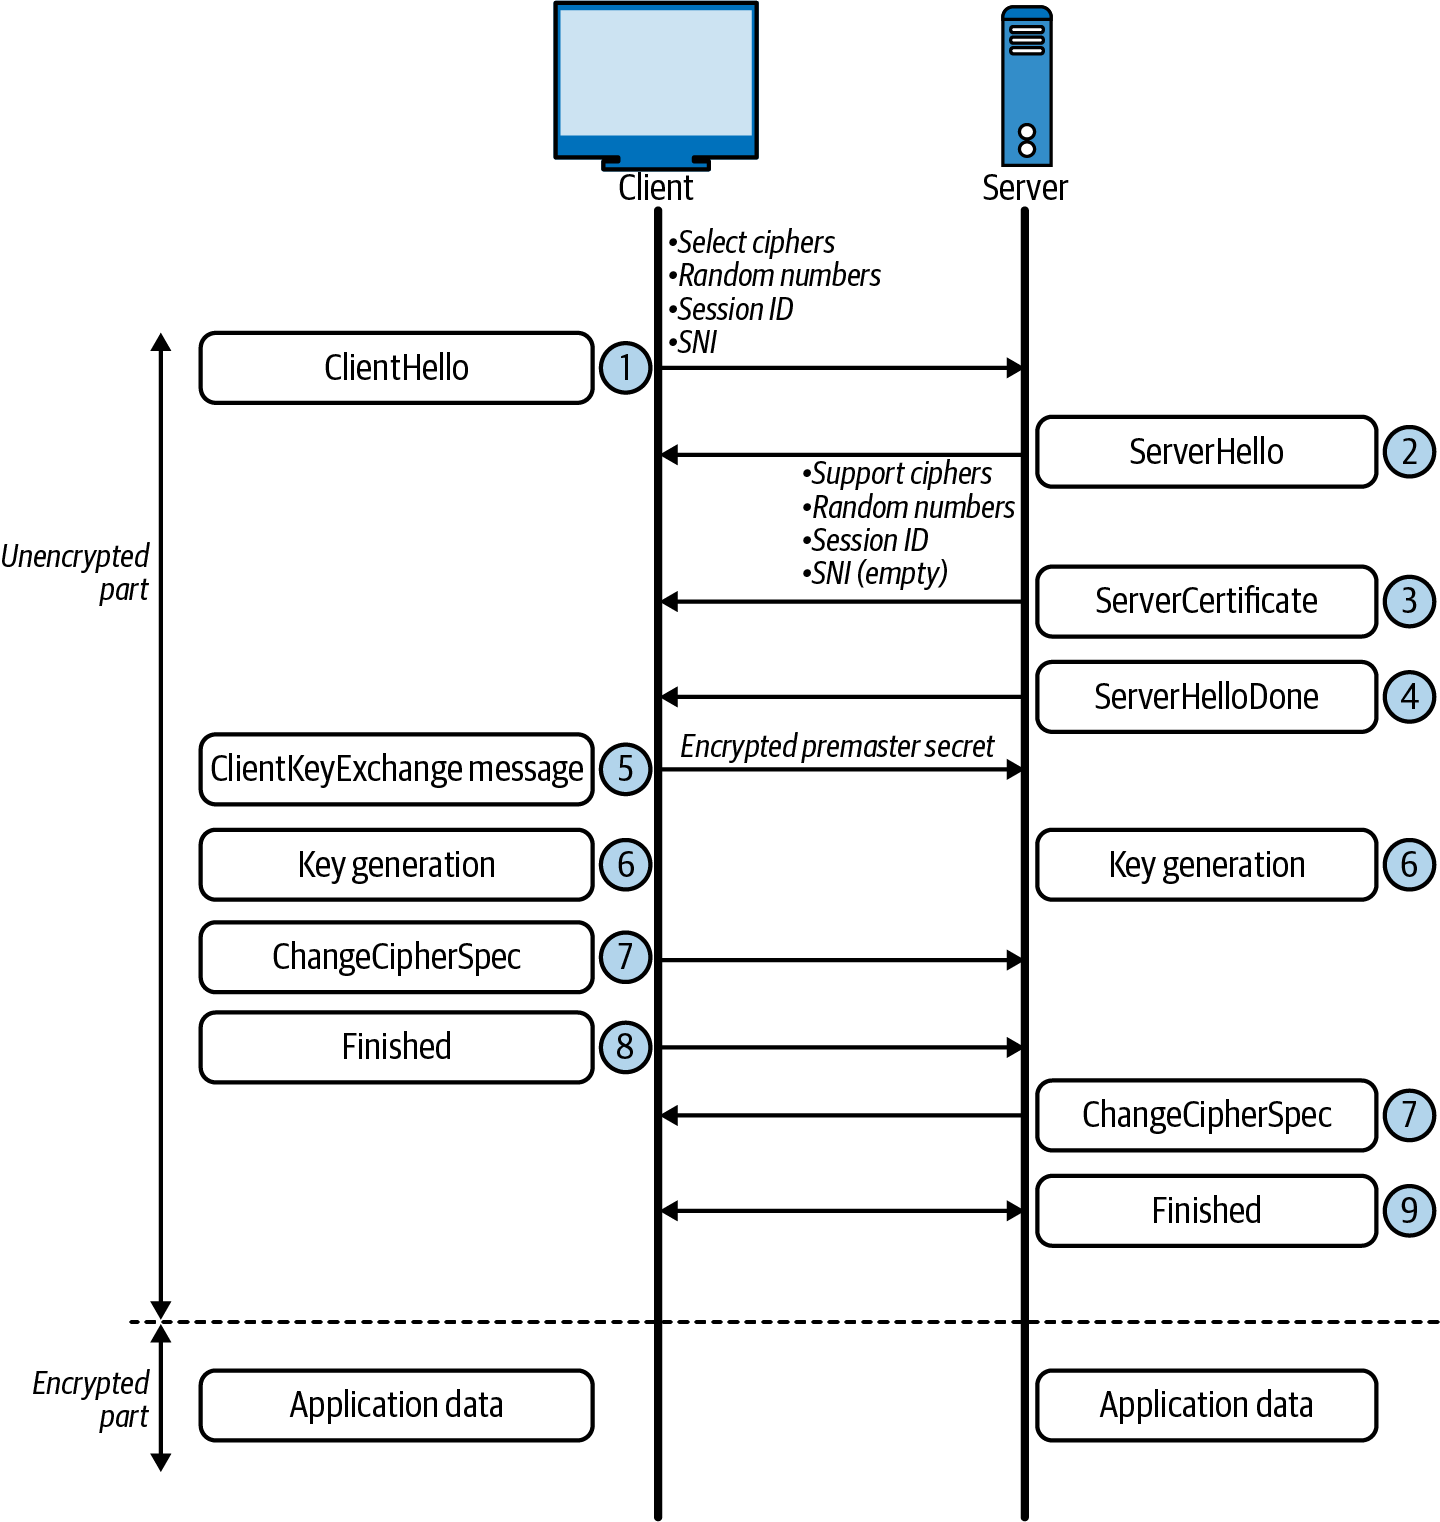 Client
Server
•Select ciphers
•Random numbers
•Session ID
•SNI
ClientHello
1
ServerHello
2
•Support ciphers
•Random numbers
•Session ID
•SNI (empty)
Unencrypted
part
ServerCertificate
3
ServerHelloDone
4
ClientKeyExchange message
5
Encrypted premaster secret
Key generation
6
Key generation
6
ChangeCipherSpec
7
Finished
8
ChangeCipherSpec
7
Finished
9
Encrypted
part
Application data
Application data